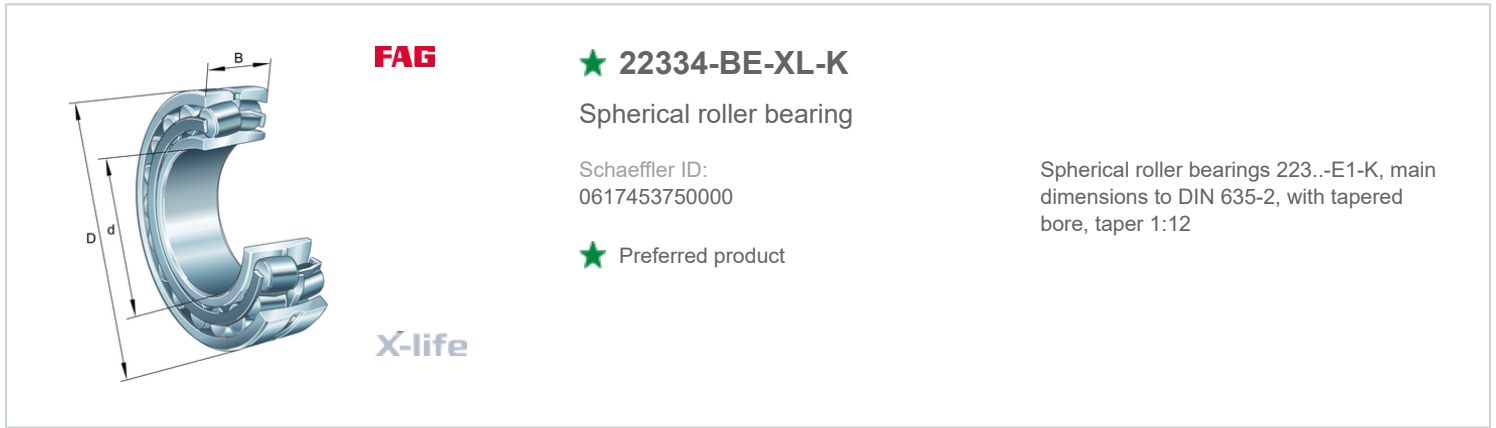 B
D
d
FAG
X-life
22334-BE-XL-K
Spherical roller bearing
Schaeffler ID:
0617453750000
Preferred product
Spherical roller bearings 223..-E1-K, main
dimensions to DIN 635-2, with tapered
bore, taper 1:12